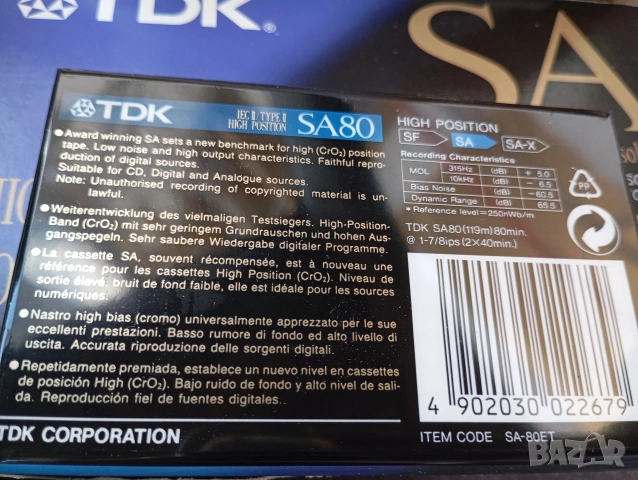 TDK.
SA
TDK
IEC II/TYPE II
HIGH POSITION
SA80
● Award winning SA sets a new benchmark for high (CrO₂) position
tape. Low noise and high output characteristics. Faithful repro-
duction of digital sources.
Suitable for CD, Digital and Analogue sources.
Note: Unauthorised recording of copyrighted material is un-
lawful.
● Weiterentwicklung des vielmaligen Testsiegers. High-Position-
Band (CrO₂) mit sehr geringem Grundrauschen und hohen Aus-
gangspegeln. Sehr saubere Wiedergabe digitaler Programme.
● La cassette SA, souvent récompensée, est à nouveau une
référence pour les cassettes High Position (CrO₂). Niveau de
sortie élevé, bruit de fond faible, elle est idéale pour les sources
numériques.
● Nastro high bias (cromo) universalmente apprezzato per le sue
eccellenti prestazioni. Basso rumore di fondo ed alto livello di
uscita. Accurata riproduzione delle sorgenti digitali.
● Repetidamente premiada, establece un nuevo nivel en cassettes
de posición High (CrO₂). Bajo ruido de fondo y alto nivel de sali-
da. Reproducción fiel de fuentes digitales.
TDK CORPORATION
HIGH POSITION
SF SA SA-X
Recording Characteristics
MOL 315Hz (dB) + 5.0
10kHz (dB) − 6.5
Bias Noise (dB) −60.5
Dynamic Range (dB) 65.5
* Reference level=250nWb/m
TDK SA80(119m)80min.
@ 1-7/8ips (2×40min.)
PP
4 902030 022679
ITEM CODE SA-80ET
BAZAR